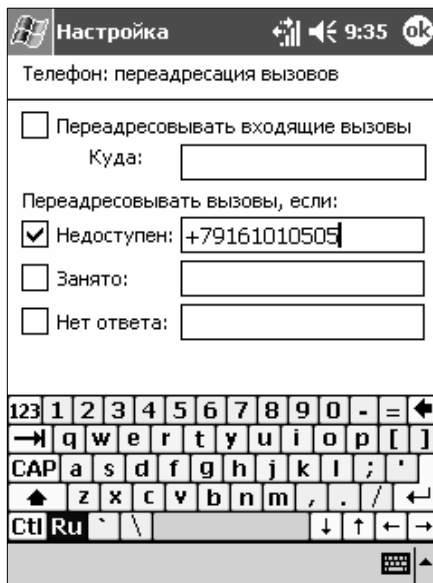 Настройка 9:35 ok
Телефон: переадресация вызовов
Переадресовывать входящие вызовы
Куда:
Переадресовывать вызовы, если:
Недоступен: +79161010505
Занято:
Нет ответа:
123 1 2 3 4 5 6 7 8 9 0 - =
q w e r t y u i o p [ ]
CAP a s d f g h j k l ; '
z x c v b n m , . /
Ctl Ru ` \